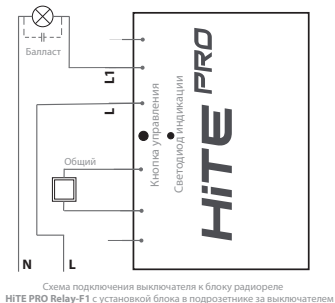 Балласт
L1
L
Общий
Кнопка управления
Светодиод индикации
HiTE PRO
N
L
Схема подключения выключателя к блоку радиореле
HiTE PRO Relay-F1 с установкой блока в подрозетнике за выключателем